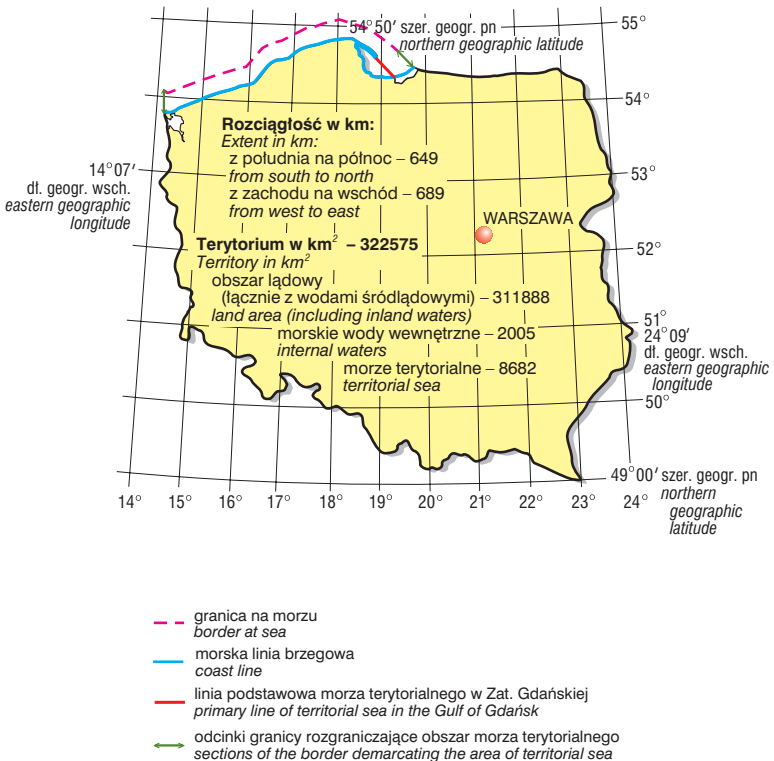 54°50′ szer. geogr. pn
northern geographic latitude
55°
54°
53°
52°
51°
24°09′
dł. geogr. wsch.
eastern geographic
longitude
50°
49°00′ szer. geogr. pn
northern
geographic
latitude
14°07′
dł. geogr. wsch.
eastern geographic
longitude
Rozciągłość w km:
Extent in km:
z południa na północ – 649
from south to north
z zachodu na wschód – 689
from west to east
WARSZAWA
Terytorium w km² – 322575
Territory in km²
obszar lądowy
(łącznie z wodami śródlądowymi) – 311888
land area (including inland waters)
morskie wody wewnętrzne – 2005
internal waters
morze terytorialne – 8682
territorial sea
14° 15° 16° 17° 18° 19° 20° 21° 22° 23° 24°
granica na morzu
border at sea
morska linia brzegowa
coast line
linia podstawowa morza terytorialnego w Zat. Gdańskiej
primary line of territorial sea in the Gulf of Gdańsk
odcinki granicy rozgraniczające obszar morza terytorialnego
sections of the border demarcating the area of territorial sea